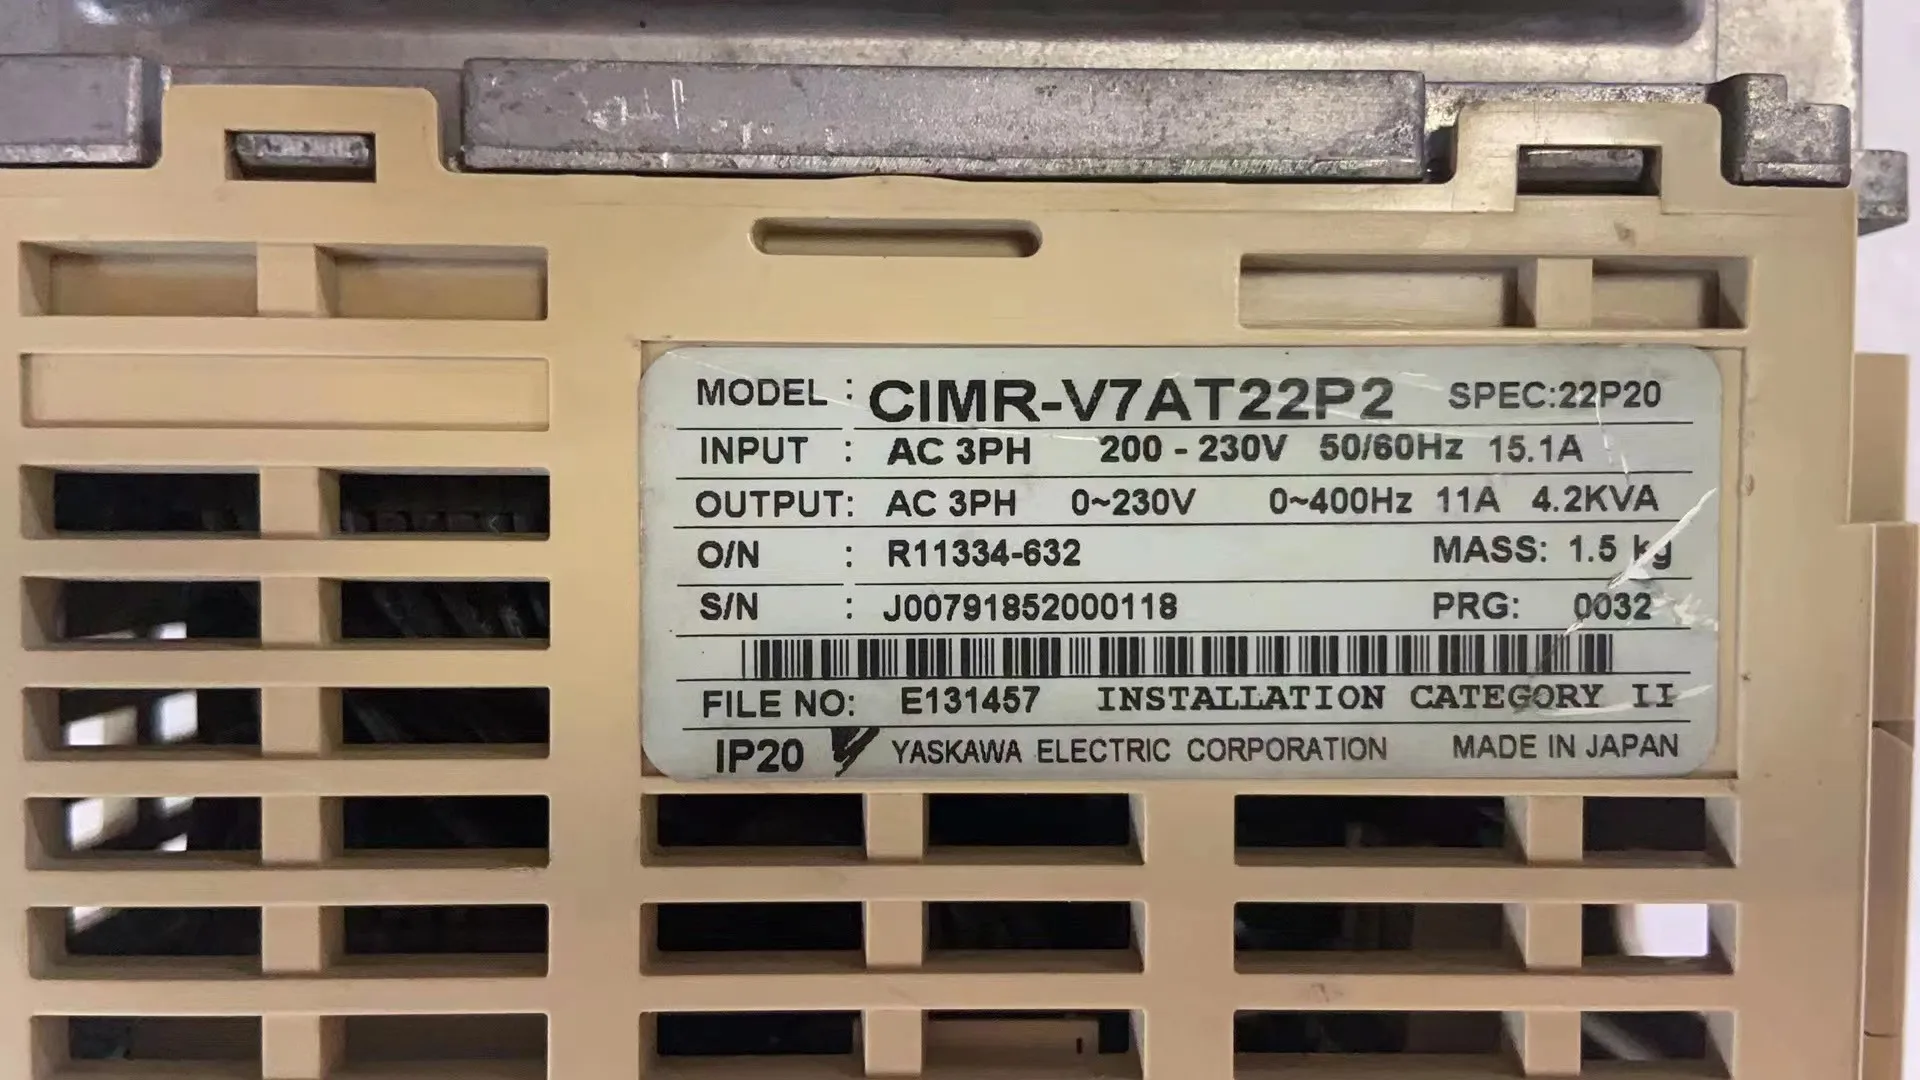 MODEL : CIMR-V7AT22P2 SPEC:22P20
INPUT : AC 3PH 200 - 230V 50/60Hz 15.1A
OUTPUT: AC 3PH 0~230V 0~400Hz 11A 4.2KVA
O/N : R11334-632 MASS: 1.5 kg
S/N : J00791852000118 PRG: 0032
FILE NO: E131457 INSTALLATION CATEGORY II
IP20 YASKAWA ELECTRIC CORPORATION MADE IN JAPAN